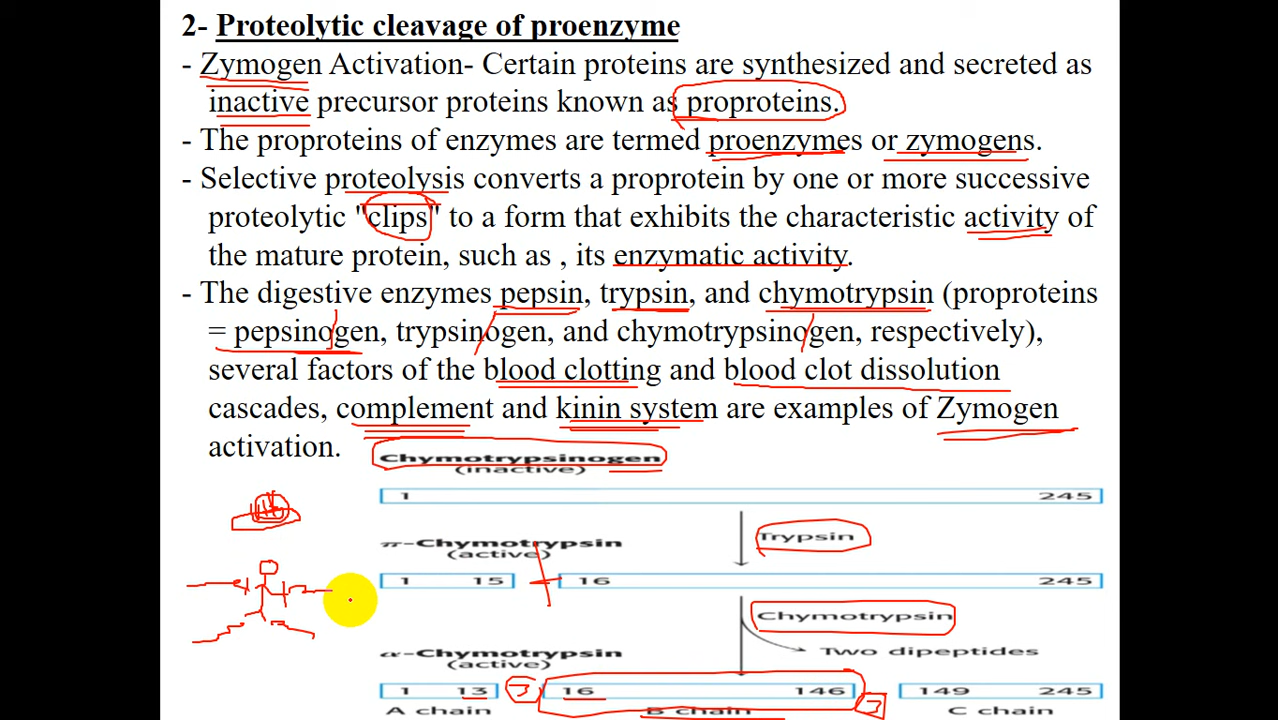 2- Proteolytic cleavage of proenzyme
- Zymogen Activation- Certain proteins are synthesized and secreted as
inactive precursor proteins known as proproteins.
- The proproteins of enzymes are termed proenzymes or zymogens.
- Selective proteolysis converts a proprotein by one or more successive
proteolytic "clips" to a form that exhibits the characteristic activity of
the mature protein, such as , its enzymatic activity.
- The digestive enzymes pepsin, trypsin, and chymotrypsin (proproteins
= pepsinogen, trypsinogen, and chymotrypsinogen, respectively),
several factors of the blood clotting and blood clot dissolution
cascades, complement and kinin system are examples of Zymogen
activation.
Chymotrypsinogen
(inactive)
1 245
Trypsin
π-Chymotrypsin
(active)
1 15 16 245
Chymotrypsin
Two dipeptides
α-Chymotrypsin
(active)
1 13 16 146 149 245
A chain B chain C chain